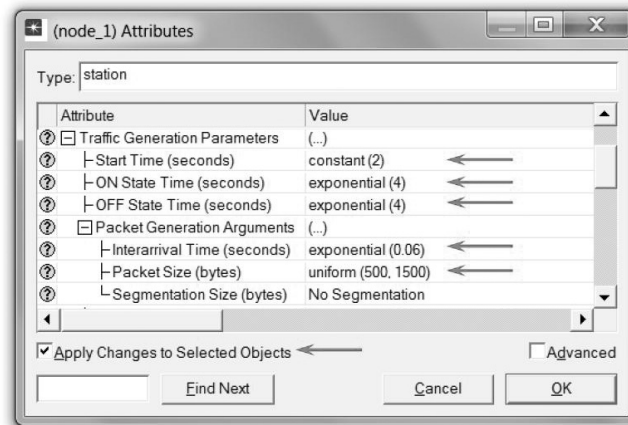 (node_1) Attributes
Type: station
Attribute Value
Traffic Generation Parameters (...)
Start Time (seconds) constant (2)
ON State Time (seconds) exponential (4)
OFF State Time (seconds) exponential (4)
Packet Generation Arguments (...)
Interarrival Time (seconds) exponential (0.06)
Packet Size (bytes) uniform (500, 1500)
Segmentation Size (bytes) No Segmentation
Apply Changes to Selected Objects Advanced
Find Next Cancel OK